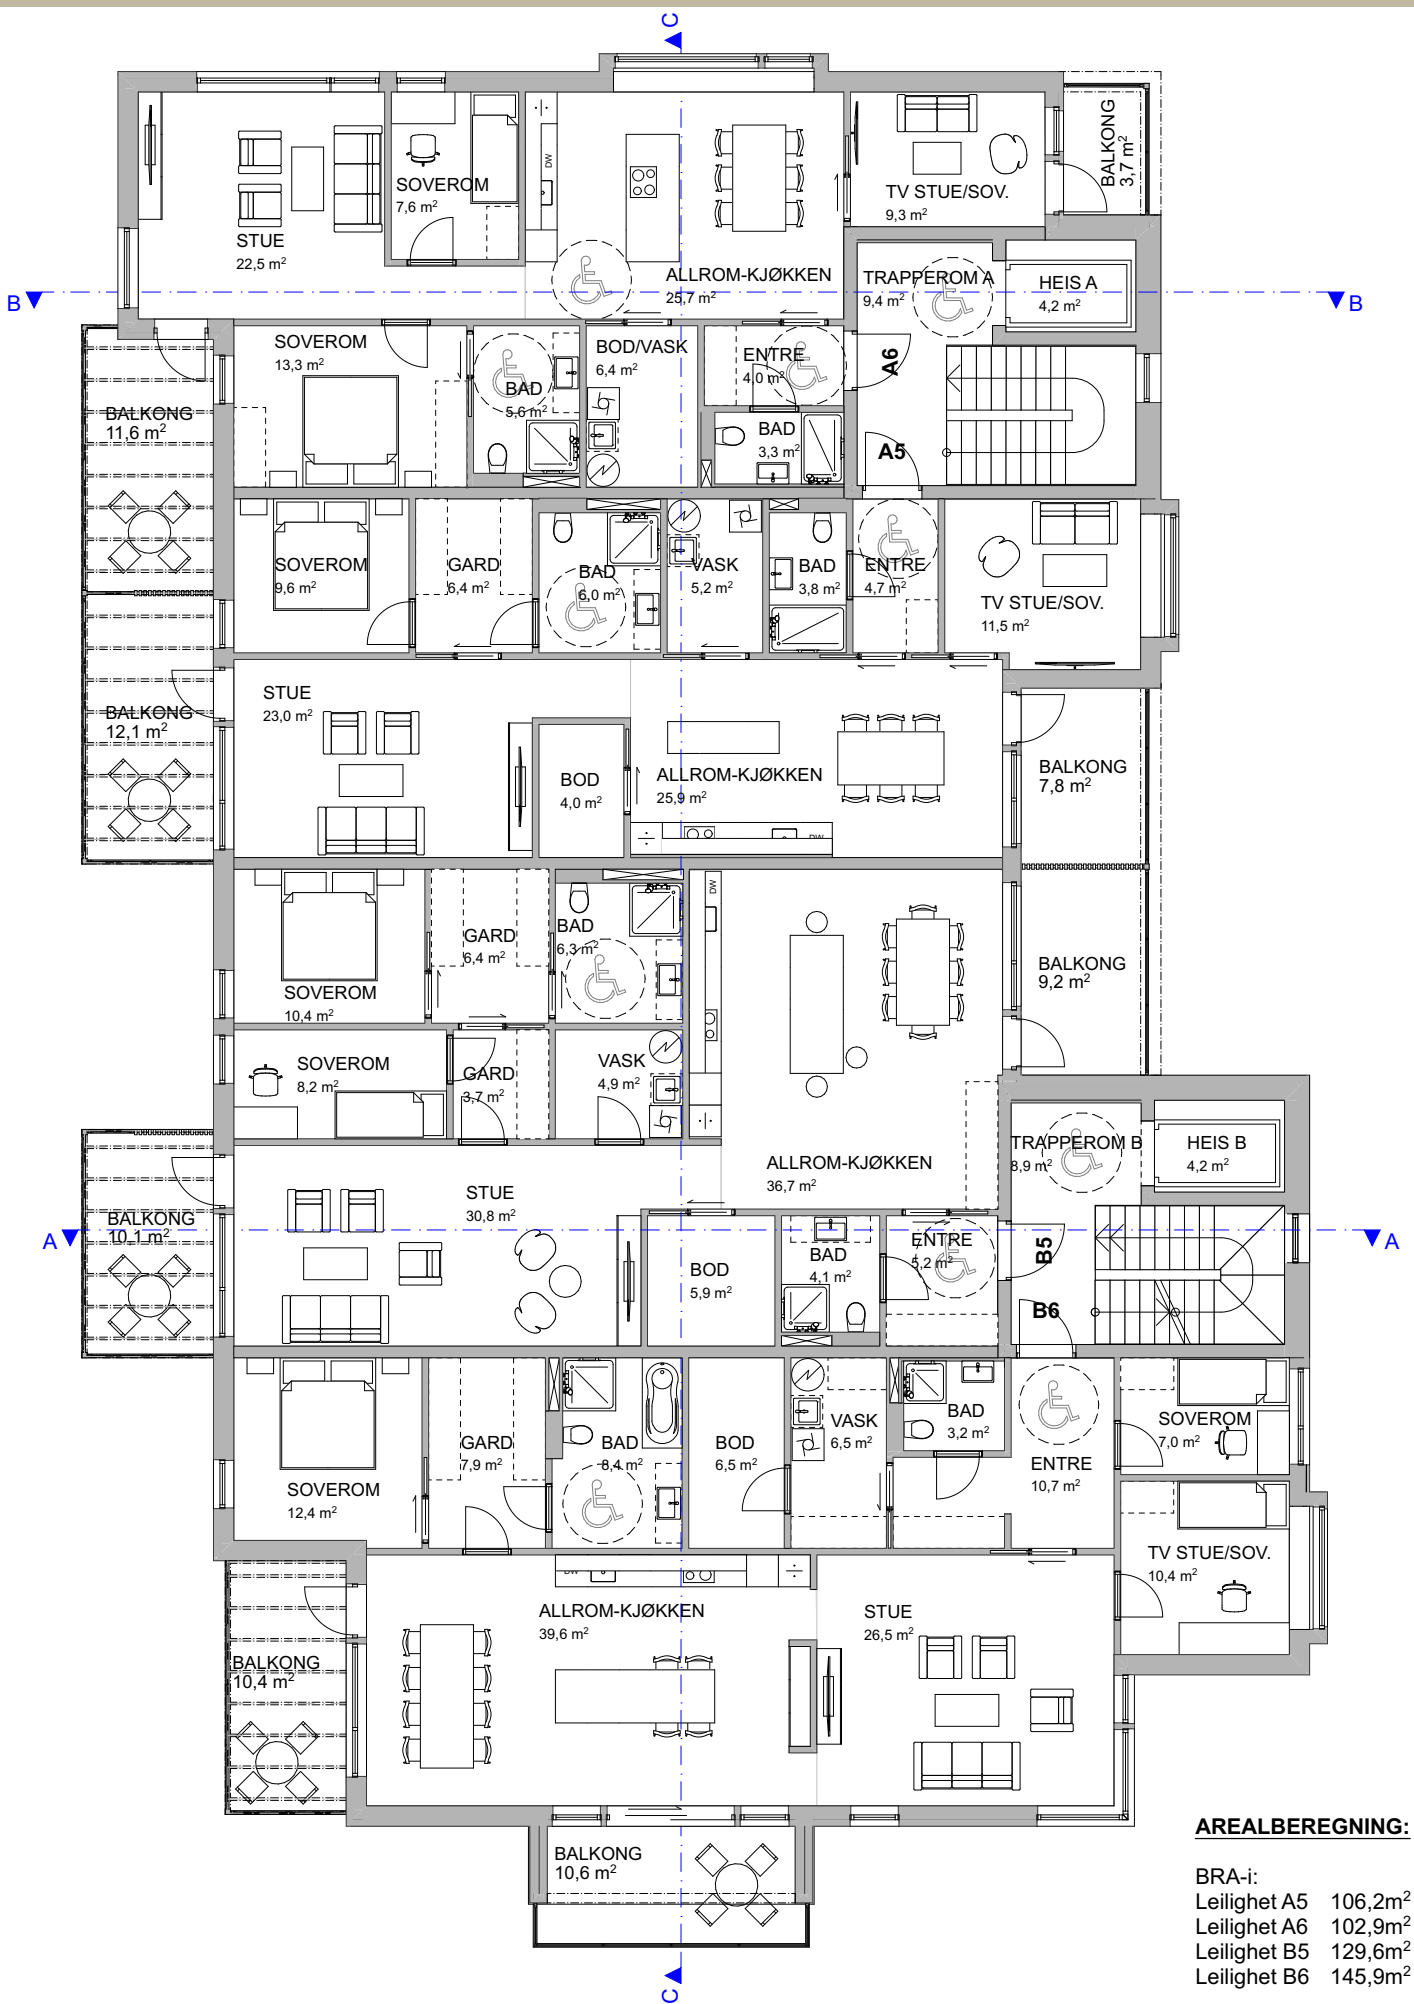 C
BALKONG
3,7 m²
SOVEROM
7,6 m²
DW
TV STUE/SOV.
9,3 m²
STUE
22,5 m²
ALLROM-KJØKKEN
25,7 m²
TRAPPEROM A
9,4 m²
HEIS A
4,2 m²
B
B
SOVEROM
13,3 m²
BAD
5,6 m²
BOD/VASK
6,4 m²
ENTRE
4,0 m²
A6
BALKONG
11,6 m²
BAD
3,3 m²
A5
SOVEROM
9,6 m²
GARD
6,4 m²
BAD
6,0 m²
VASK
5,2 m²
BAD
3,8 m²
ENTRE
4,7 m²
TV STUE/SOV.
11,5 m²
STUE
23,0 m²
BALKONG
12,1 m²
BOD
4,0 m²
ALLROM-KJØKKEN
25,9 m²
DW
BALKONG
7,8 m²
DW
GARD
6,4 m²
BAD
6,3 m²
SOVEROM
10,4 m²
BALKONG
9,2 m²
SOVEROM
8,2 m²
GARD
3,7 m²
VASK
4,9 m²
ALLROM-KJØKKEN
36,7 m²
TRAPPEROM B
8,9 m²
HEIS B
4,2 m²
STUE
30,8 m²
BALKONG
10,1 m²
A
A
BOD
5,9 m²
BAD
4,1 m²
ENTRE
5,2 m²
B5
B6
SOVEROM
12,4 m²
GARD
7,9 m²
BAD
8,4 m²
BOD
6,5 m²
VASK
6,5 m²
BAD
3,2 m²
ENTRE
10,7 m²
SOVEROM
7,0 m²
TV STUE/SOV.
10,4 m²
DW
ALLROM-KJØKKEN
39,6 m²
STUE
26,5 m²
BALKONG
10,4 m²
BALKONG
10,6 m²
C
AREALBEREGNING:
BRA-i:
Leilighet A5 106,2m²
Leilighet A6 102,9m²
Leilighet B5 129,6m²
Leilighet B6 145,9m²